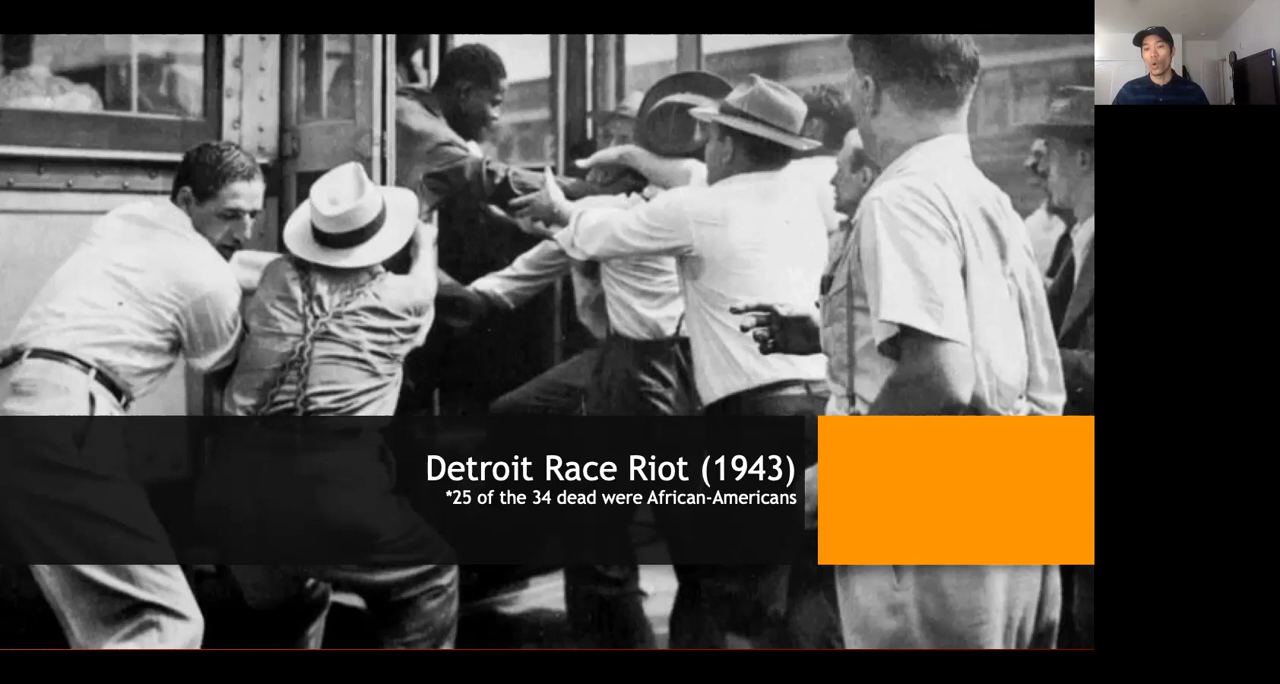 Detroit Race Riot (1943)
*25 of the 34 dead were African-Americans